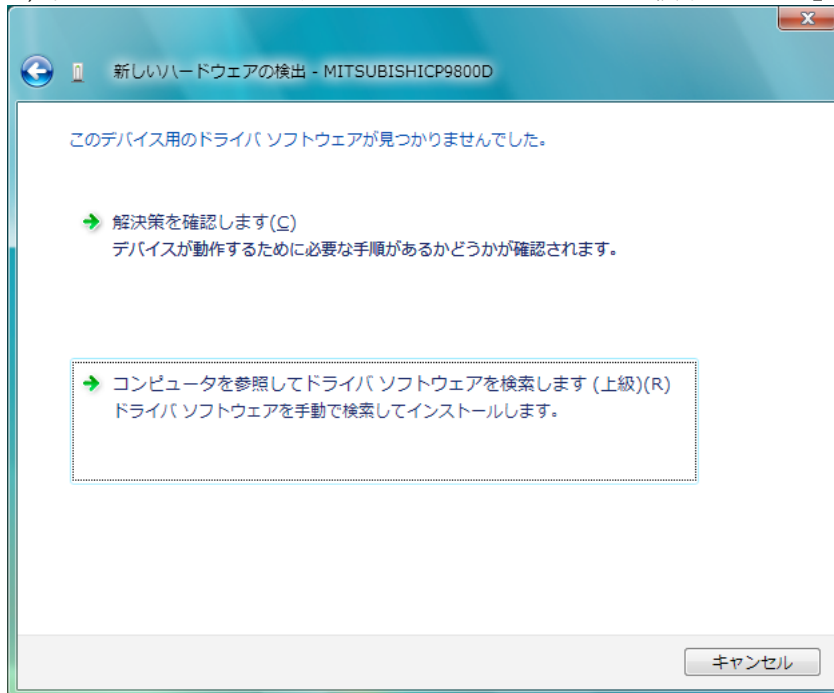 新しいハードウェアの検出 - MITSUBISHICP9800D
このデバイス用のドライバ ソフトウェアが見つかりませんでした。
解決策を確認します(C)
デバイスが動作するために必要な手順があるかどうかが確認されます。
コンピュータを参照してドライバ ソフトウェアを検索します (上級)(R)
ドライバ ソフトウェアを手動で検索してインストールします。
キャンセル